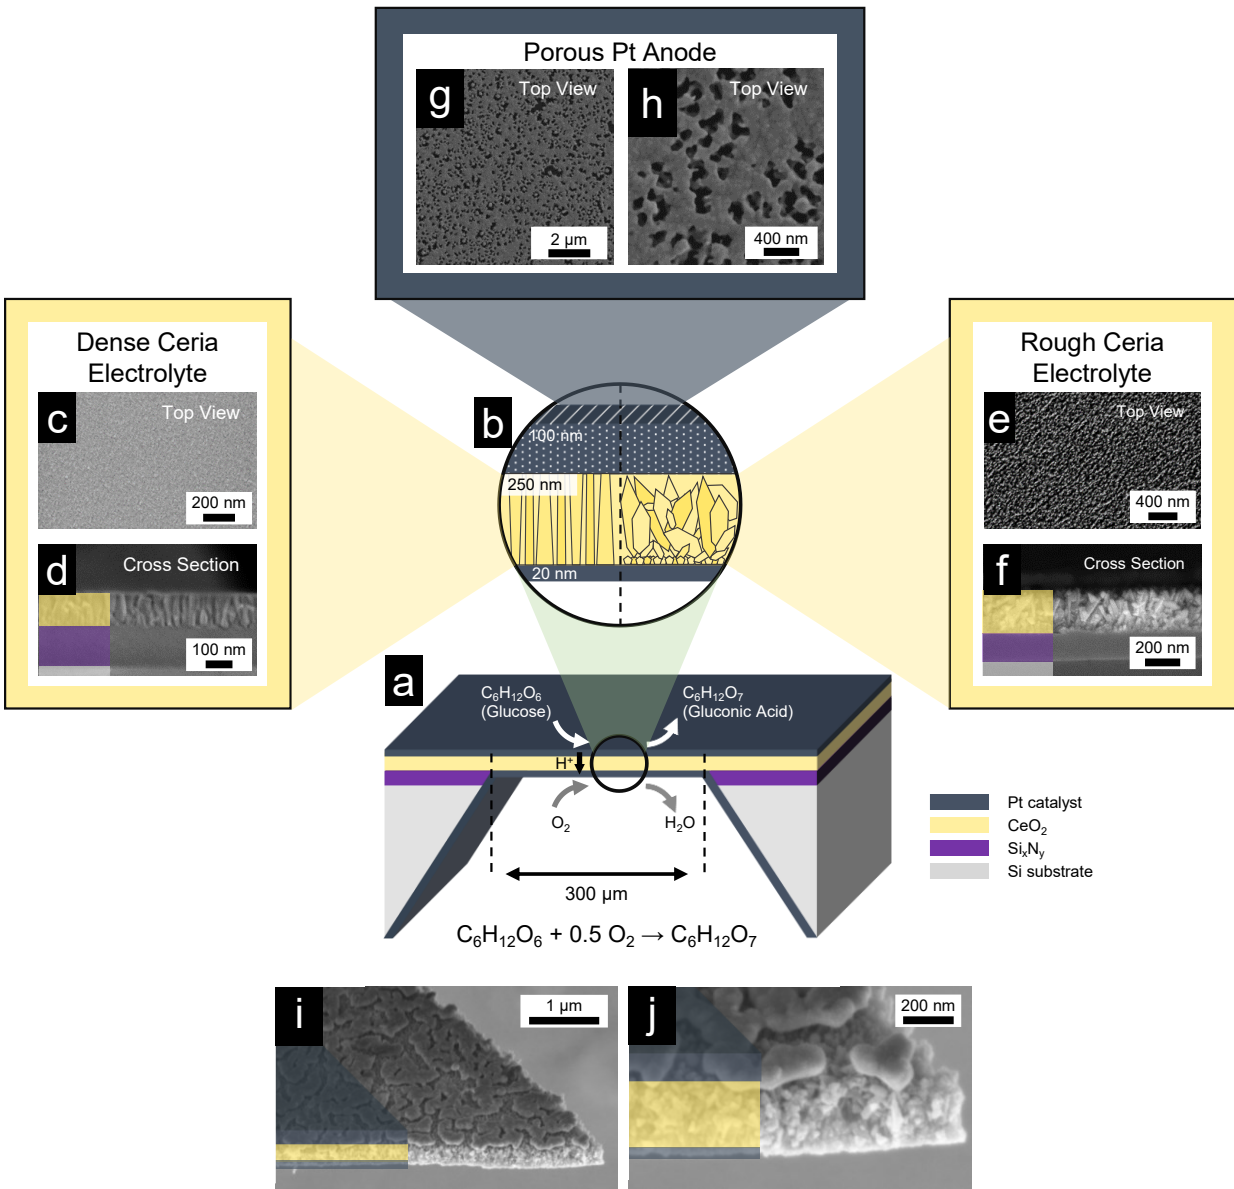 Porous Pt Anode
g
Top View
2 µm
h
Top View
400 nm
Dense Ceria
Electrolyte
c
Top View
200 nm
d
Cross Section
100 nm
b
100 nm
250 nm
20 nm
Rough Ceria
Electrolyte
e
Top View
400 nm
f
Cross Section
200 nm
a
C₆H₁₂O₆
(Glucose)
C₆H₁₂O₇
(Gluconic Acid)
H⁺
O₂
H₂O
300 µm
C₆H₁₂O₆ + 0.5 O₂ → C₆H₁₂O₇
Pt catalyst
CeO₂
SiₓNᵧ
Si substrate
i
1 µm
j
200 nm